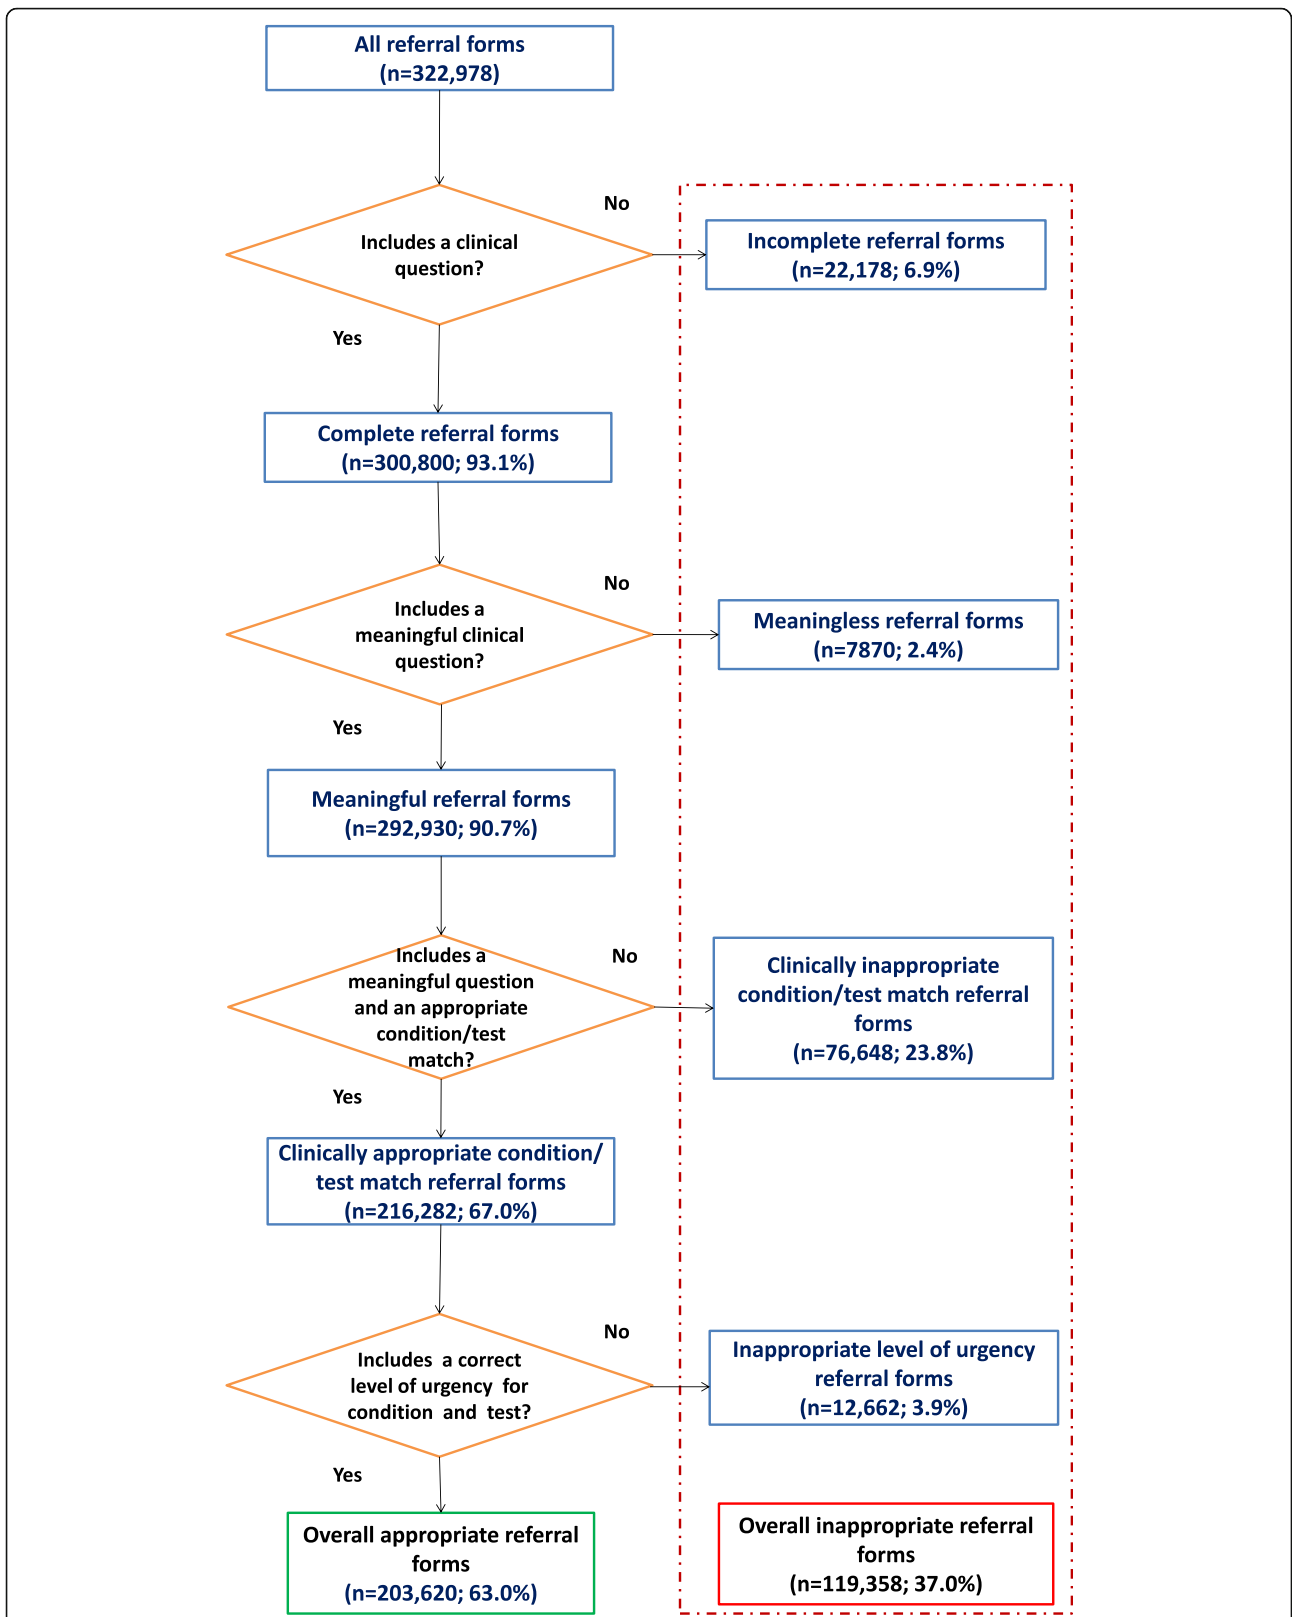 All referral forms
(n=322,978)
Includes a clinical
question?
No
Incomplete referral forms
(n=22,178; 6.9%)
Yes
Complete referral forms
(n=300,800; 93.1%)
Includes a
meaningful clinical
question?
No
Meaningless referral forms
(n=7870; 2.4%)
Yes
Meaningful referral forms
(n=292,930; 90.7%)
Includes a
meaningful question
and an appropriate
condition/test
match?
No
Clinically inappropriate
condition/test match referral
forms
(n=76,648; 23.8%)
Yes
Clinically appropriate condition/
test match referral forms
(n=216,282; 67.0%)
Includes a correct
level of urgency for
condition and test?
No
Inappropriate level of urgency
referral forms
(n=12,662; 3.9%)
Yes
Overall appropriate referral
forms
(n=203,620; 63.0%)
Overall inappropriate referral
forms
(n=119,358; 37.0%)